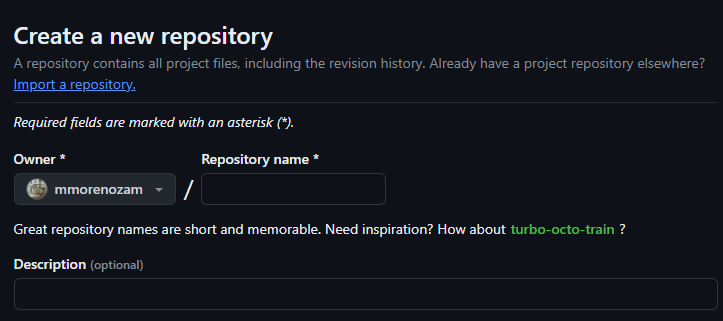 Create a new repository
A repository contains all project files, including the revision history. Already have a project repository elsewhere?
Import a repository.
Required fields are marked with an asterisk (*).
Owner * Repository name *
mmorenozam /
Great repository names are short and memorable. Need inspiration? How about turbo-octo-train ?
Description (optional)